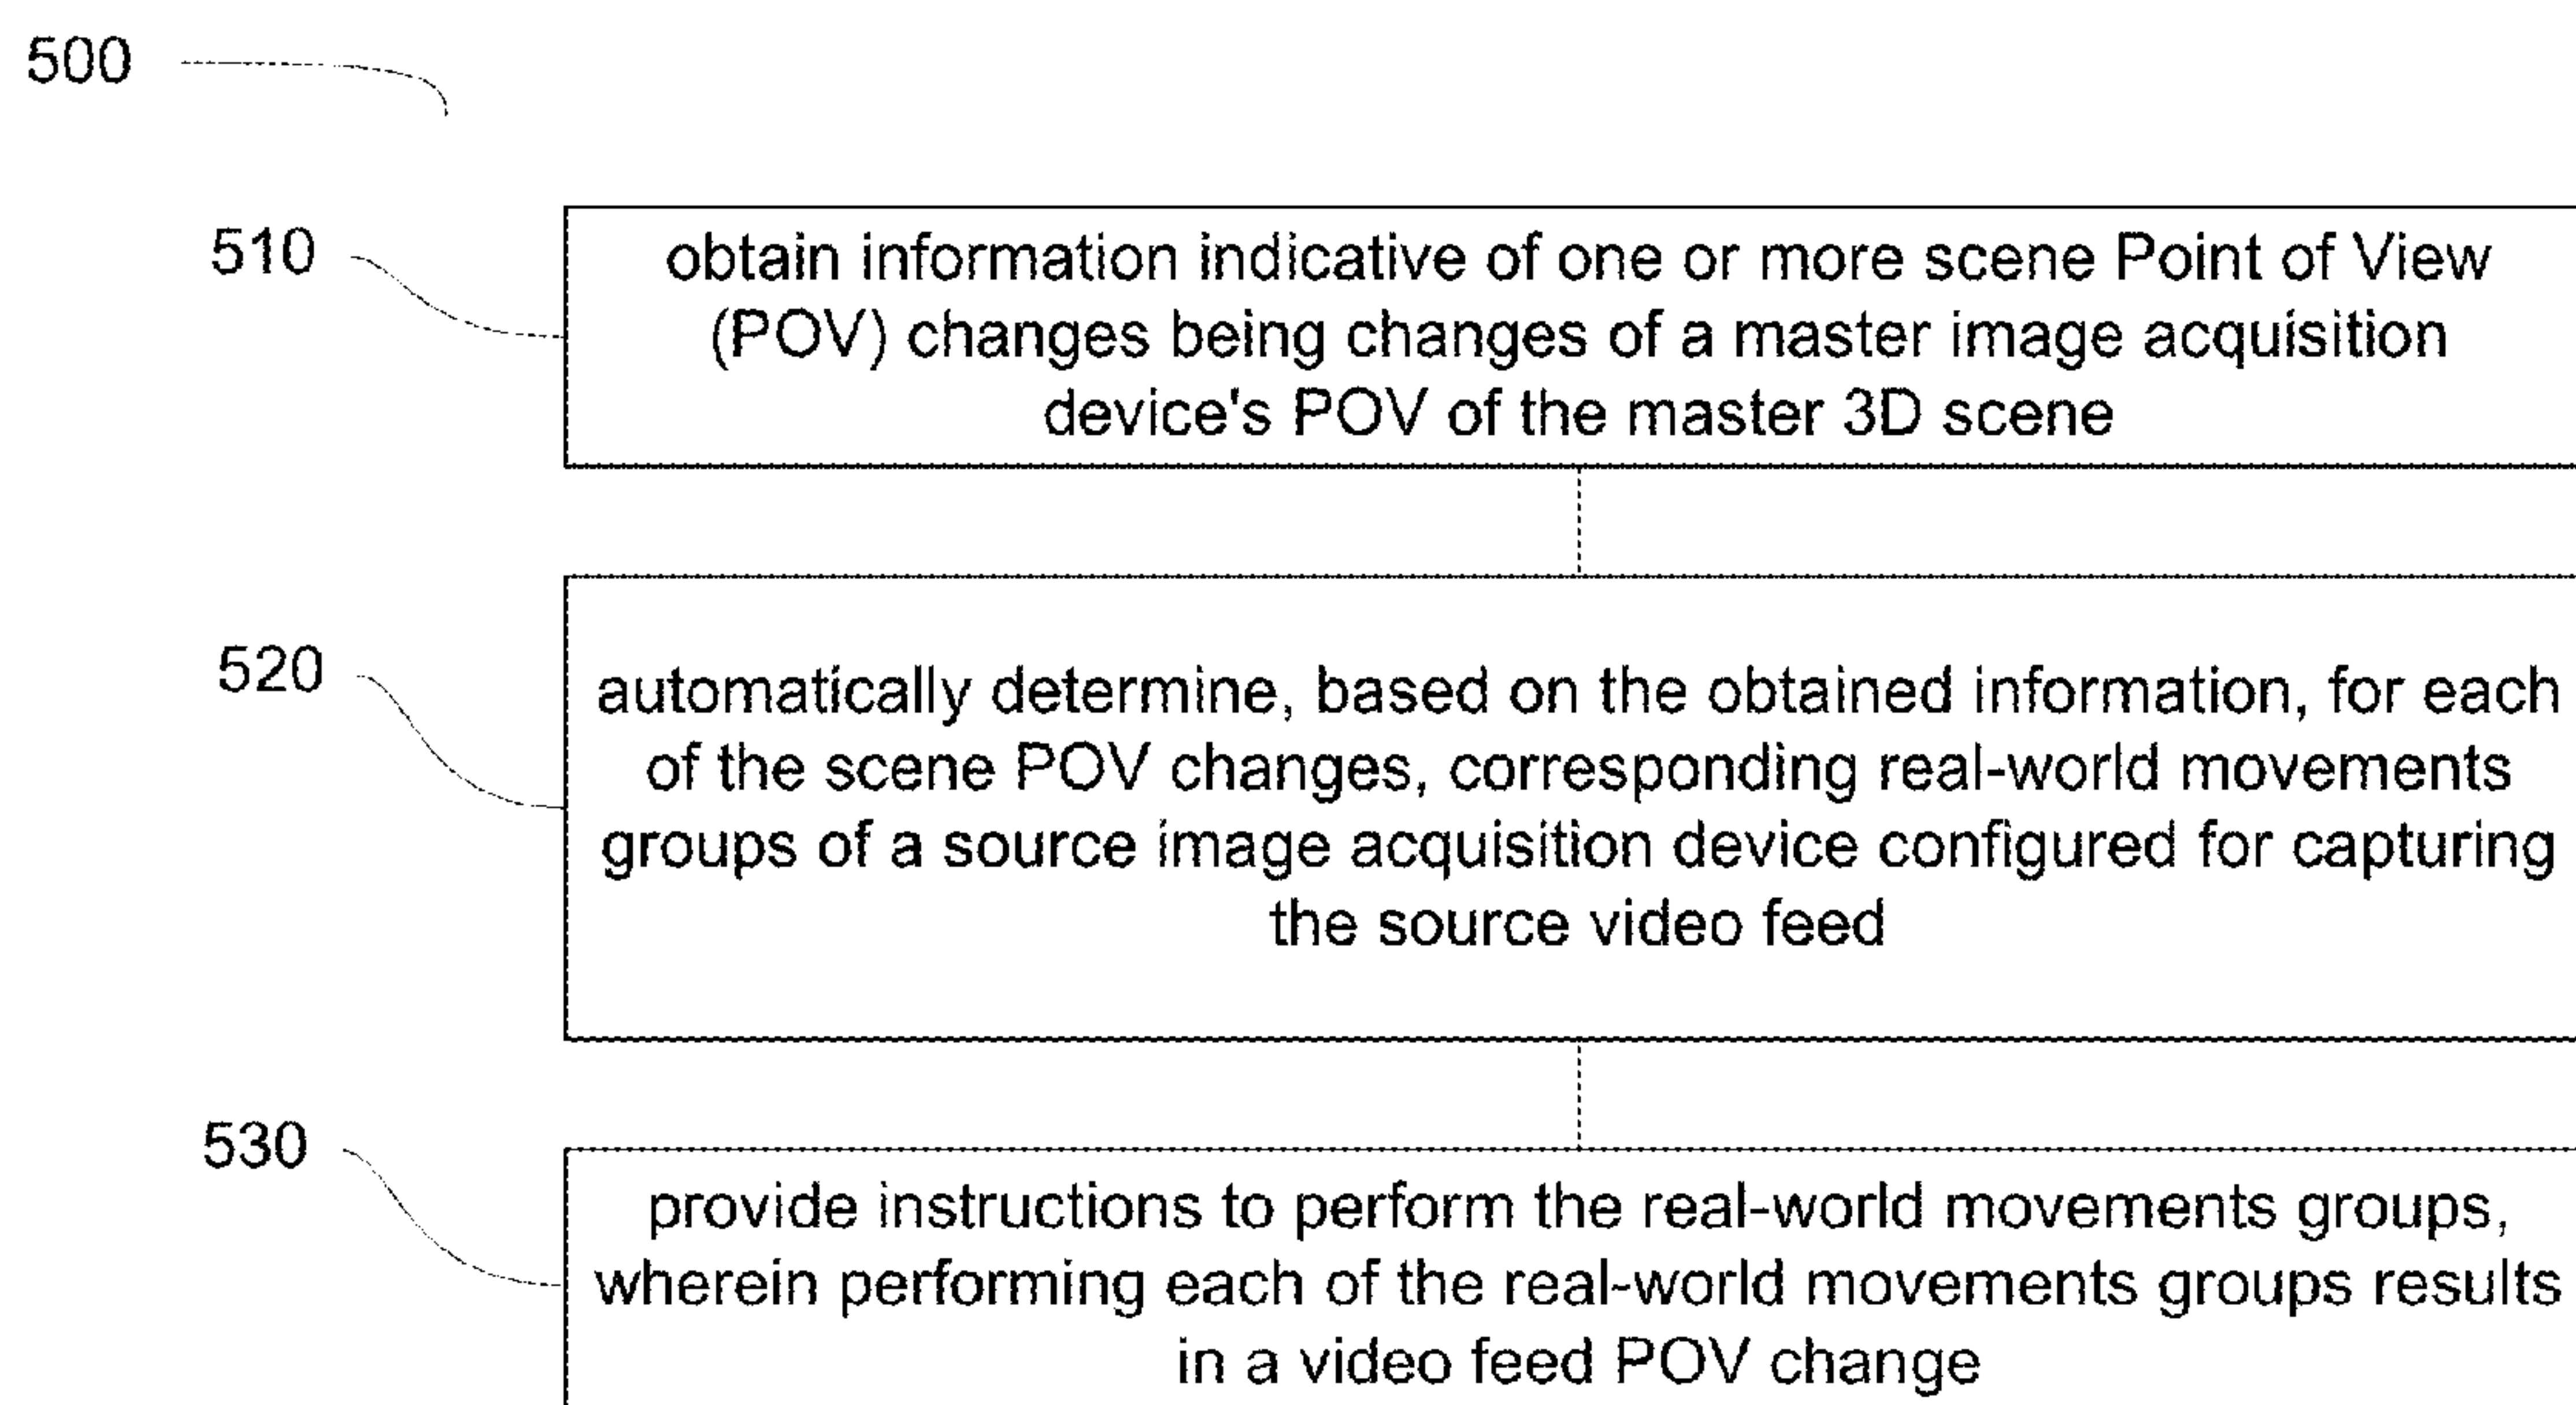 500
510
obtain information indicative of one or more scene Point of View
(POV) changes being changes of a master image acquisition
device's POV of the master 3D scene
520
automatically determine, based on the obtained information, for each
of the scene POV changes, corresponding real-world movements
groups of a source image acquisition device configured for capturing
the source video feed
530
provide instructions to perform the real-world movements groups,
wherein performing each of the real-world movements groups results
in a video feed POV change